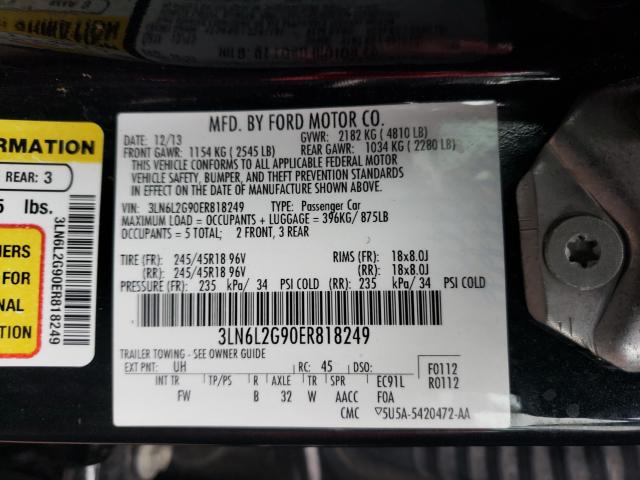 FORMATION
REAR: 3
5 lbs.
NERS
FOR
NAL
ION
3LN6L2G90ER818249
MFD. BY FORD MOTOR CO.
DATE: 12/13 GVWR: 2182 KG ( 4810 LB)
FRONT GAWR: 1154 KG ( 2545 LB) REAR GAWR: 1034 KG ( 2280 LB)
THIS VEHICLE CONFORMS TO ALL APPLICABLE FEDERAL MOTOR
VEHICLE SAFETY, BUMPER, AND THEFT PREVENTION STANDARDS IN
EFFECT ON THE DATE OF MANUFACTURE SHOWN ABOVE.
VIN: 3LN6L2G90ER818249 TYPE: Passenger Car
MAXIMUM LOAD = OCCUPANTS + LUGGAGE = 396KG/ 875LB
OCCUPANTS = 5 TOTAL; 2 FRONT, 3 REAR
TIRE (FR): 245/45R18 96V RIMS (FR): 18x8.0J
(RR): 245/45R18 96V (RR): 18x8.0J
PRESSURE (FR): 235 kPa/ 34 PSI COLD (RR): 235 kPa/ 34 PSI COLD
3LN6L2G90ER818249
TRAILER TOWING - SEE OWNER GUIDE
EXT PNT: UH RC: 45 DSO: F0112
INT TR TP/PS R AXLE TR SPR EC91L R0112
FW B 32 W AACC F0A
CMC ▽5U5A-5420472-AA